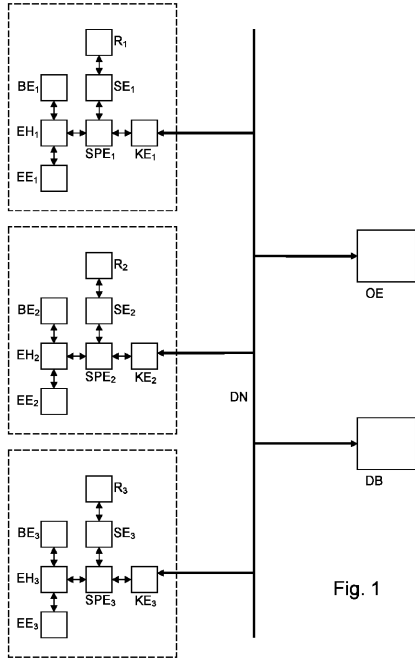 R₁
BE₁
SE₁
EH₁
SPE₁
KE₁
EE₁
OE
R₂
BE₂
SE₂
EH₂
SPE₂
KE₂
EE₂
DN
DB
R₃
BE₃
SE₃
EH₃
SPE₃
KE₃
EE₃
Fig. 1